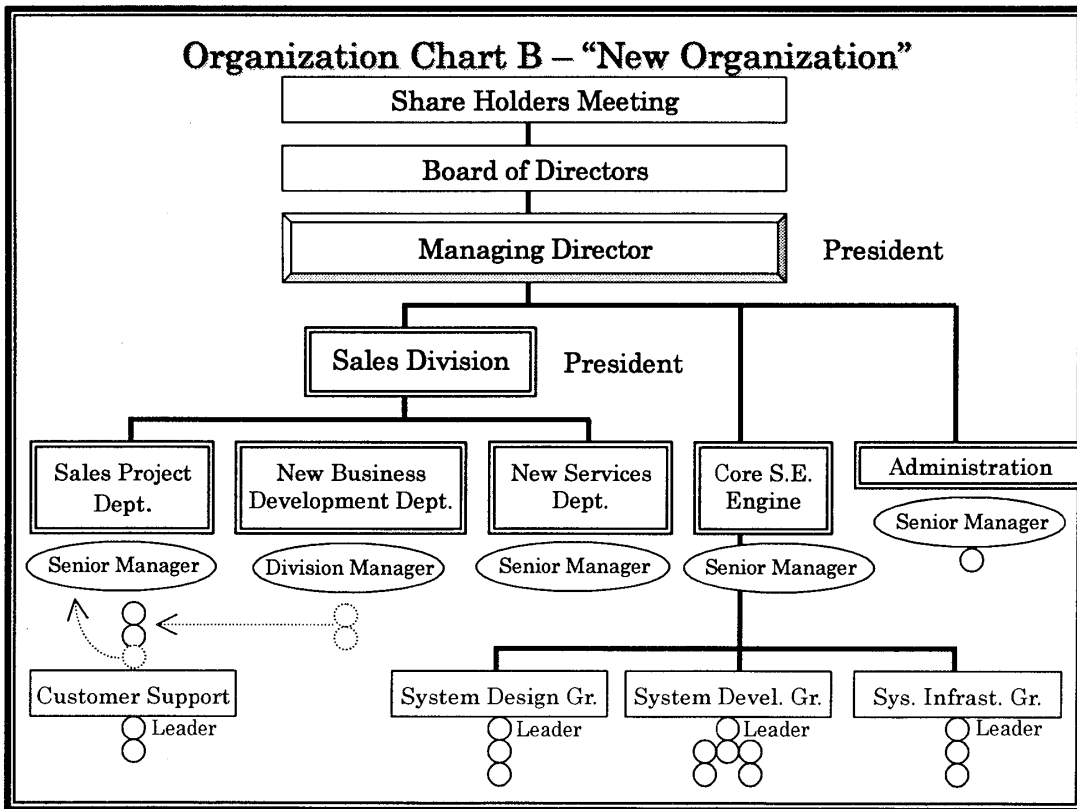 Organization Chart B – “New Organization”
Share Holders Meeting
Board of Directors
Managing Director
President
Sales Division
President
Sales Project
Dept.
New Business
Development Dept.
New Services
Dept.
Core S.E.
Engine
Administration
Senior Manager
Division Manager
Senior Manager
Senior Manager
Senior Manager
Customer Support
Leader
System Design Gr.
Leader
System Devel. Gr.
Leader
Sys. Infrast. Gr.
Leader